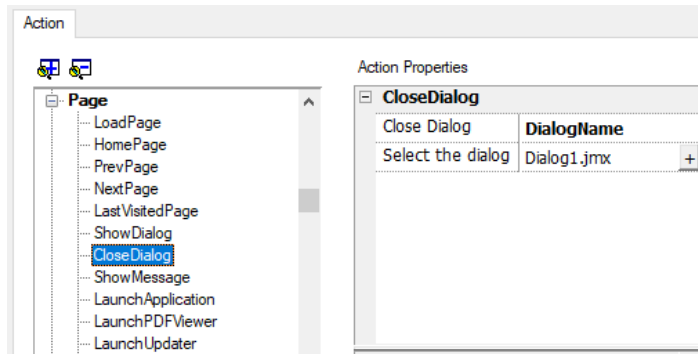 Action
Page
LoadPage
HomePage
PrevPage
NextPage
LastVisitedPage
ShowDialog
CloseDialog
ShowMessage
LaunchApplication
LaunchPDFViewer
LaunchUpdater
Action Properties
CloseDialog
Close Dialog DialogName
Select the dialog Dialog1.jmx +